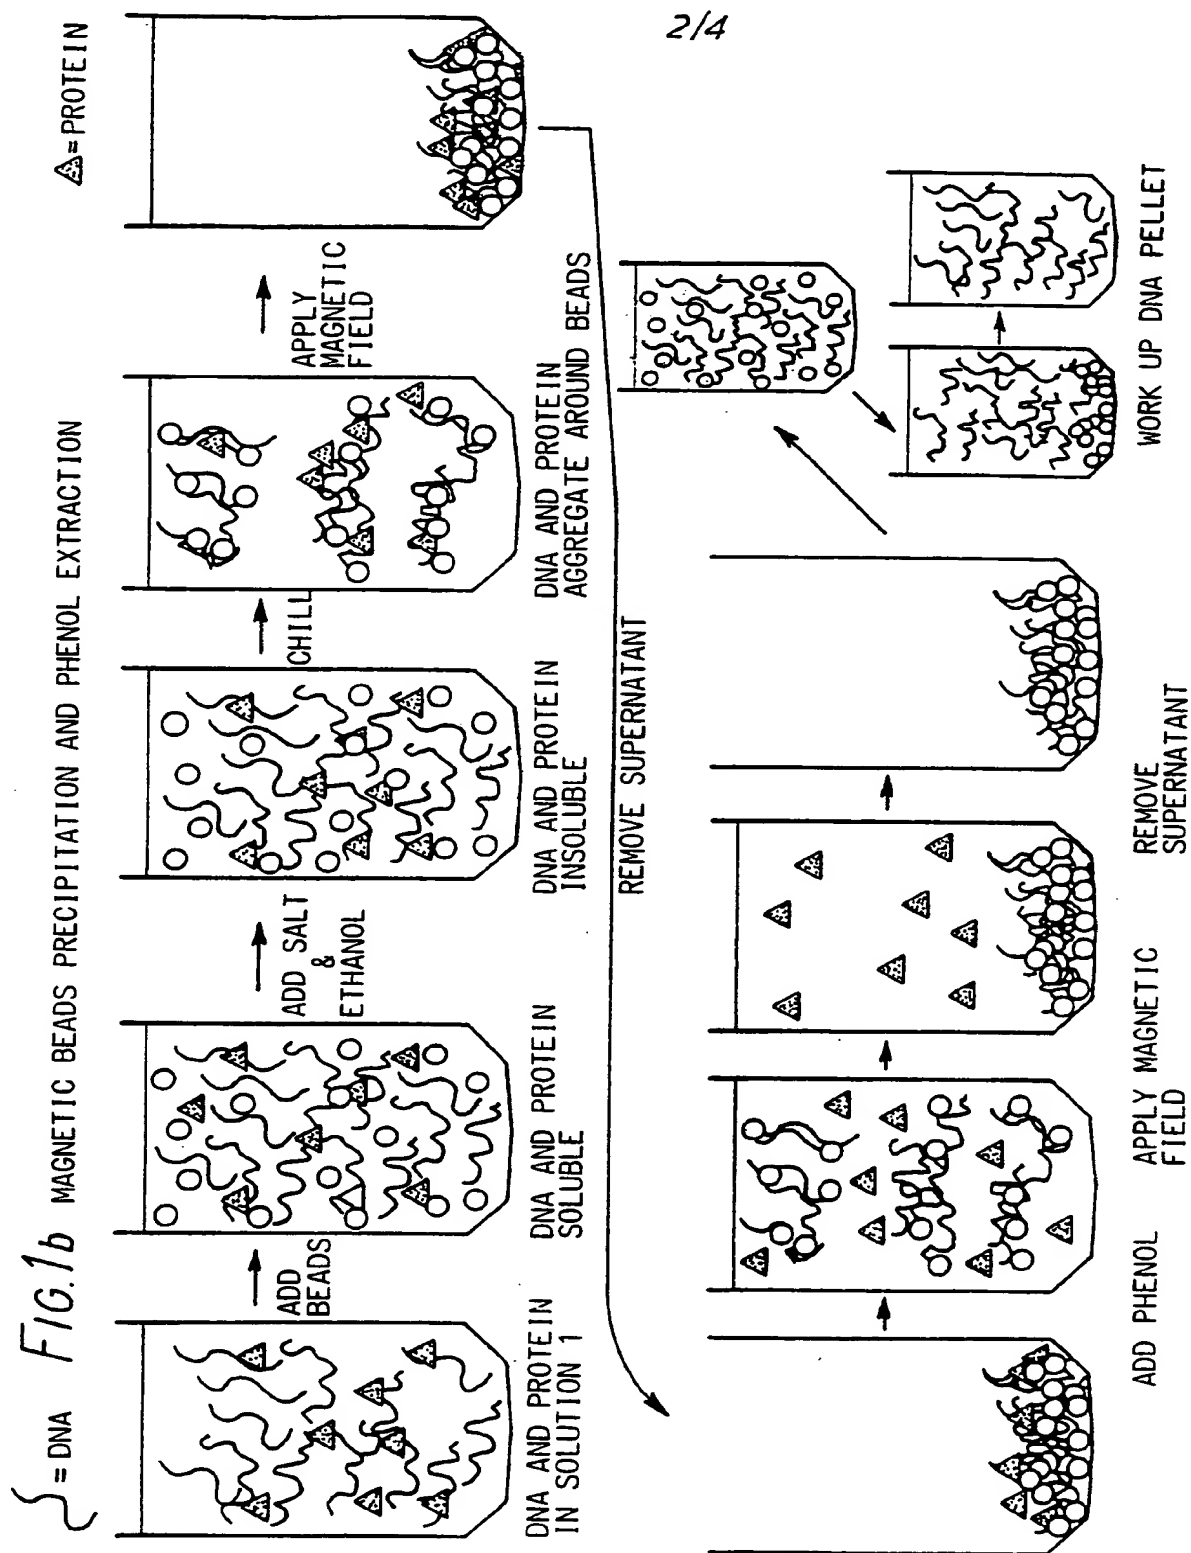 2/4
= DNA
FIG. 1b
MAGNETIC BEADS PRECIPITATION AND PHENOL EXTRACTION
= PROTEIN
ADD
BEADS
ADD SALT
&
ETHANOL
CHILL
APPLY
MAGNETIC
FIELD
DNA AND PROTEIN
IN SOLUTION 1
DNA AND PROTEIN
SOLUBLE
DNA AND PROTEIN
INSOLUBLE
DNA AND PROTEIN
AGGREGATE AROUND BEADS
REMOVE SUPERNATANT
ADD PHENOL
APPLY MAGNETIC
FIELD
REMOVE
SUPERNATANT
WORK UP DNA PELLET